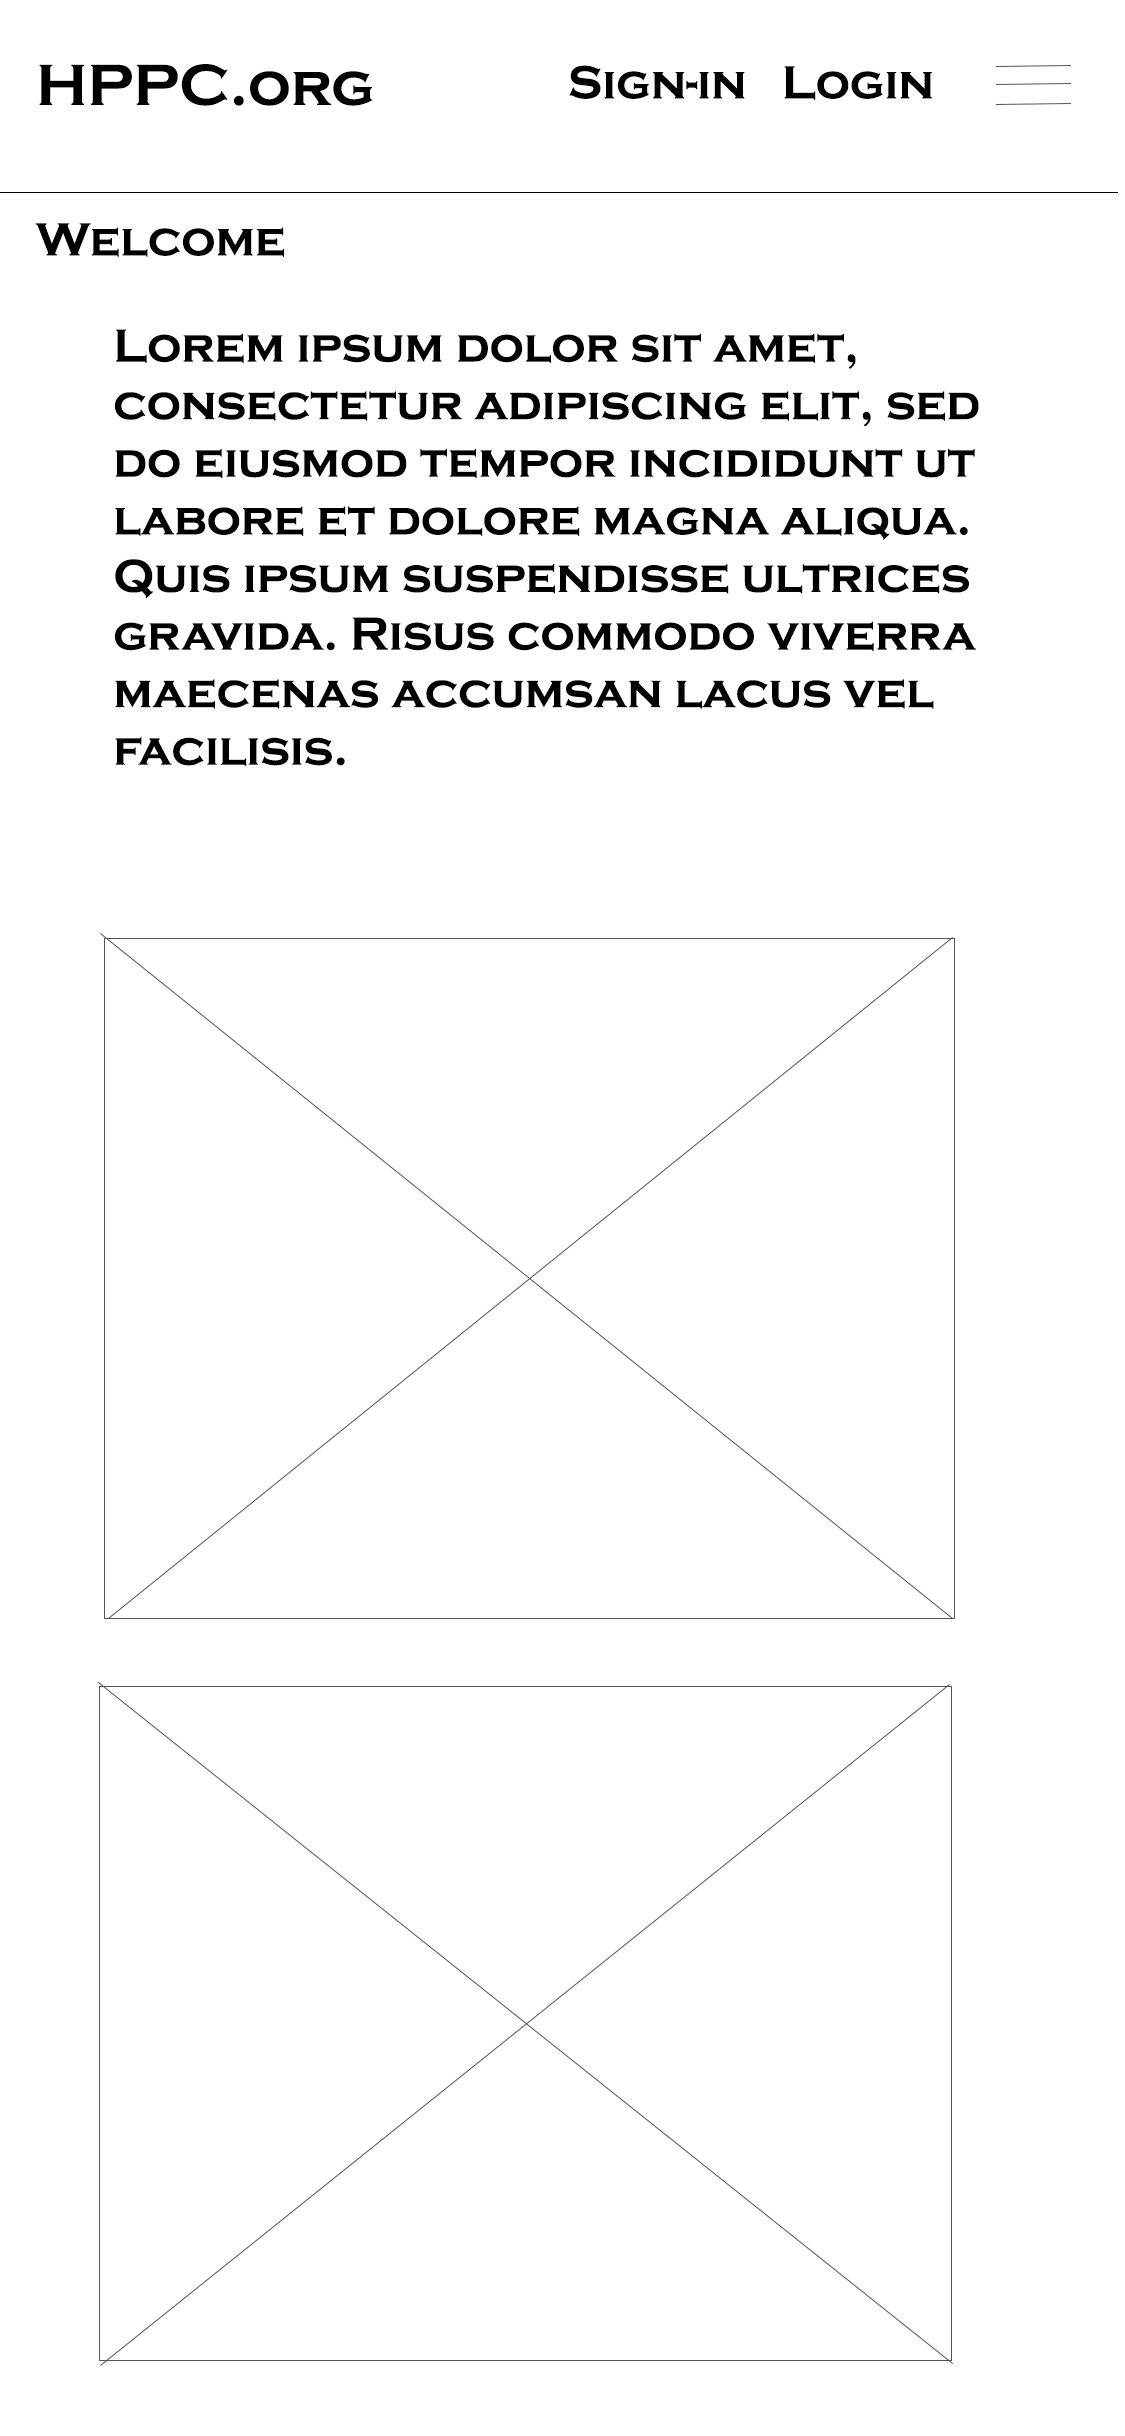 HPPC.org
Sign-in Login
Welcome
Lorem ipsum dolor sit amet,
consectetur adipiscing elit, sed
do eiusmod tempor incididunt ut
labore et dolore magna aliqua.
Quis ipsum suspendisse ultrices
gravida. Risus commodo viverra
maecenas accumsan lacus vel
facilisis.